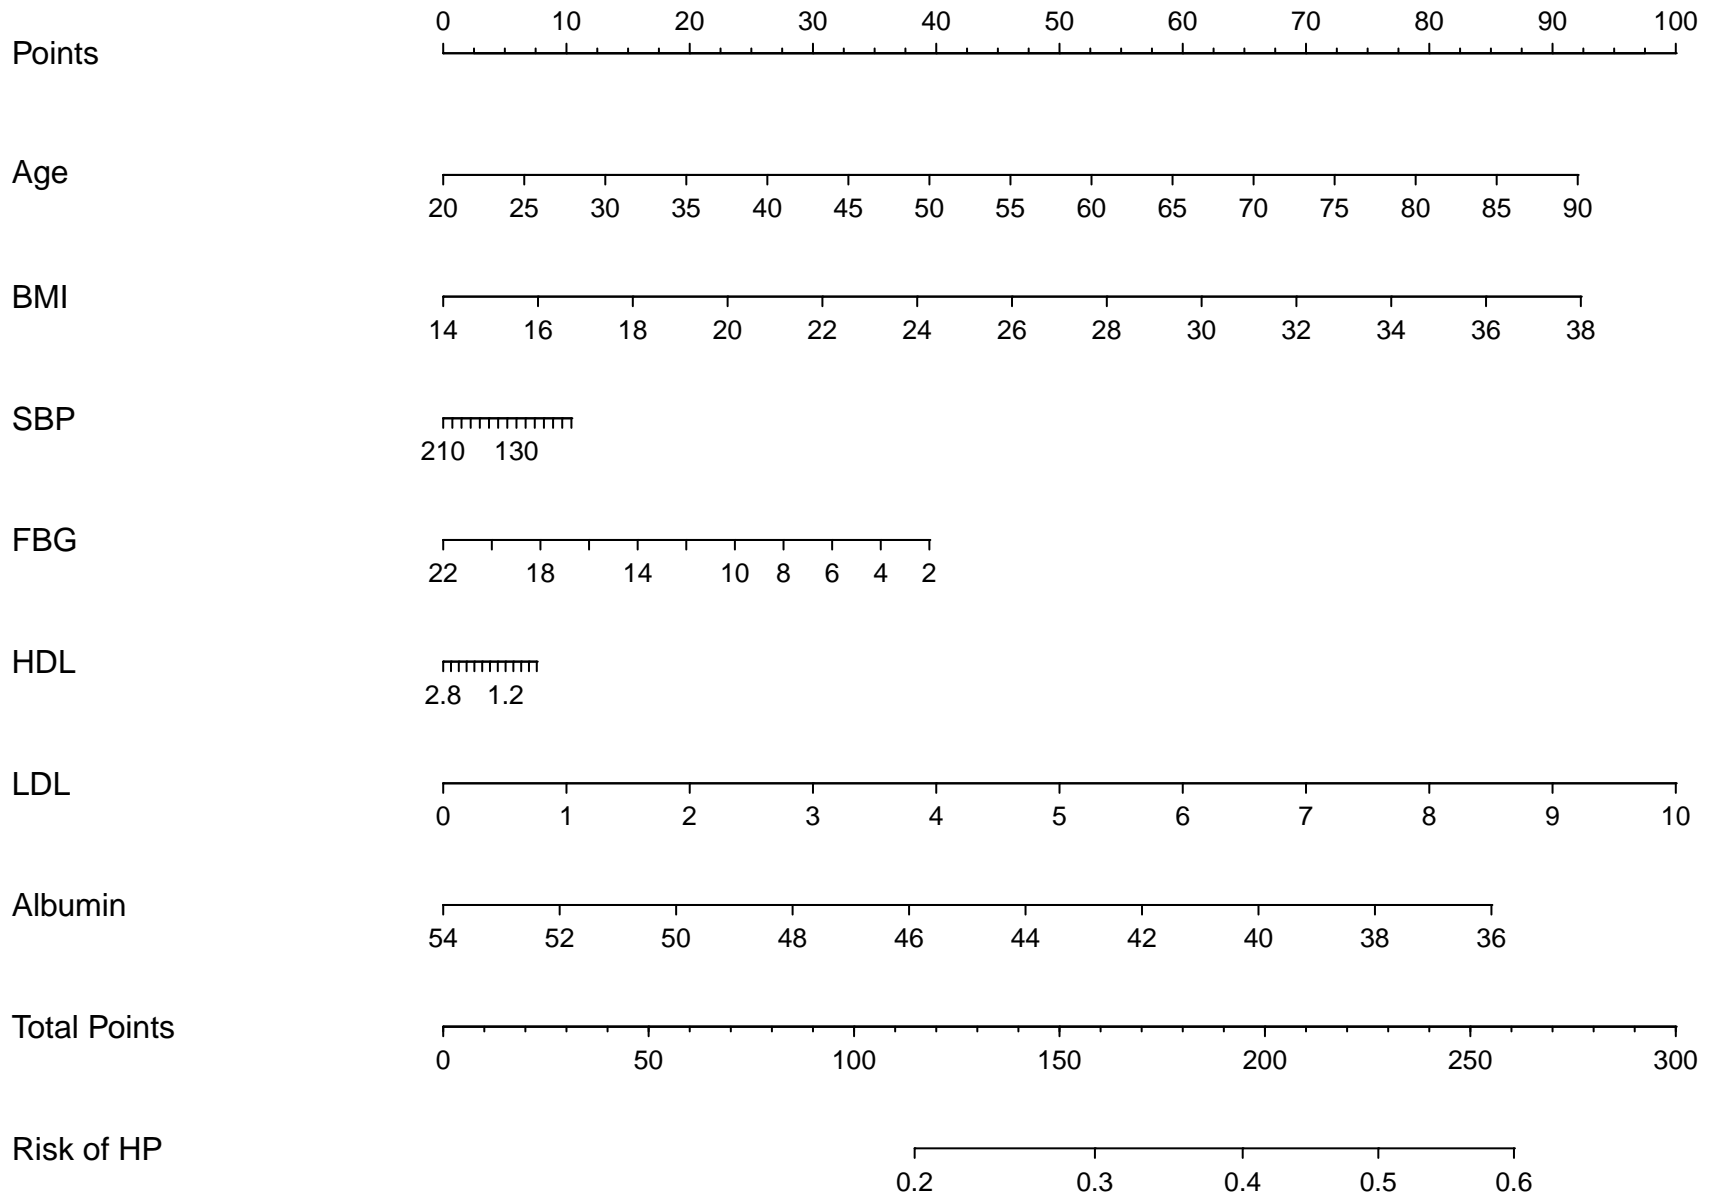 0 10 20 30 40 50 60 70 80 90 100
Points
Age
20 25 30 35 40 45 50 55 60 65 70 75 80 85 90
BMI
14 16 18 20 22 24 26 28 30 32 34 36 38
SBP
210 130
FBG
22 18 14 10 8 6 4 2
HDL
2.8 1.2
LDL
0 1 2 3 4 5 6 7 8 9 10
Albumin
54 52 50 48 46 44 42 40 38 36
Total Points
0 50 100 150 200 250 300
Risk of HP
0.2 0.3 0.4 0.5 0.6